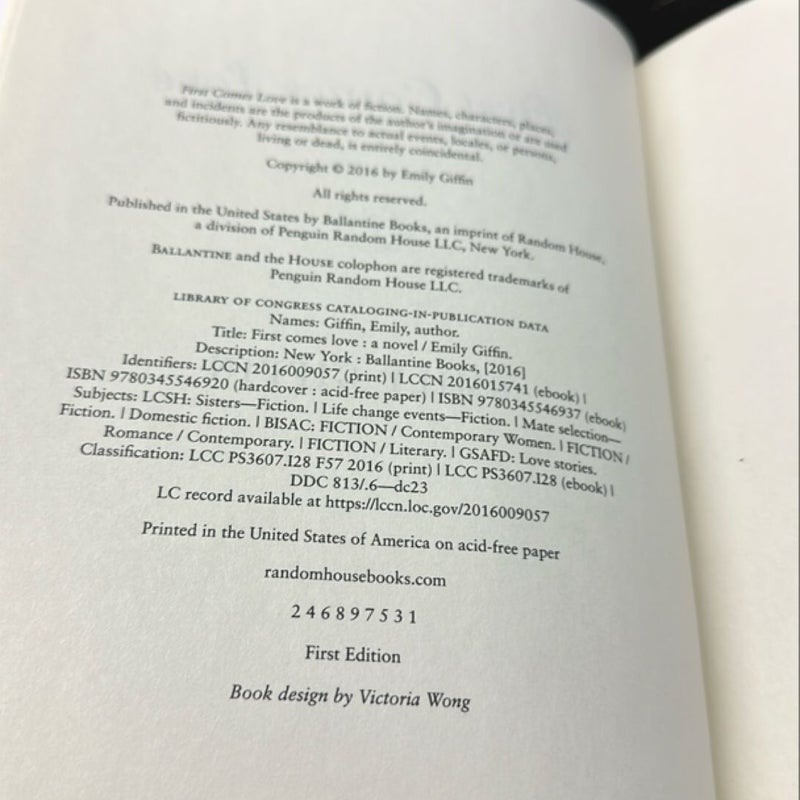 First Comes Love is a work of fiction. Names, characters, places,
and incidents are the products of the author's imagination or are used
fictitiously. Any resemblance to actual events, locales, or persons,
living or dead, is entirely coincidental.
Copyright © 2016 by Emily Giffin
All rights reserved.
Published in the United States by Ballantine Books, an imprint of Random House,
a division of Penguin Random House LLC, New York.
BALLANTINE and the HOUSE colophon are registered trademarks of
Penguin Random House LLC.
LIBRARY OF CONGRESS CATALOGING-IN-PUBLICATION DATA
Names: Giffin, Emily, author.
Title: First comes love : a novel / Emily Giffin.
Description: New York : Ballantine Books, [2016]
Identifiers: LCCN 2016009057 (print) | LCCN 2016015741 (ebook) |
ISBN 9780345546920 (hardcover : acid-free paper) | ISBN 9780345546937 (ebook)
Subjects: LCSH: Sisters—Fiction. | Life change events—Fiction. | Mate selection—
Fiction. | Domestic fiction. | BISAC: FICTION / Contemporary Women. | FICTION /
Romance / Contemporary. | FICTION / Literary. | GSAFD: Love stories.
Classification: LCC PS3607.I28 F57 2016 (print) | LCC PS3607.I28 (ebook) |
DDC 813/.6—dc23
LC record available at https://lccn.loc.gov/2016009057
Printed in the United States of America on acid-free paper
randomhousebooks.com
2 4 6 8 9 7 5 3 1
First Edition
Book design by Victoria Wong